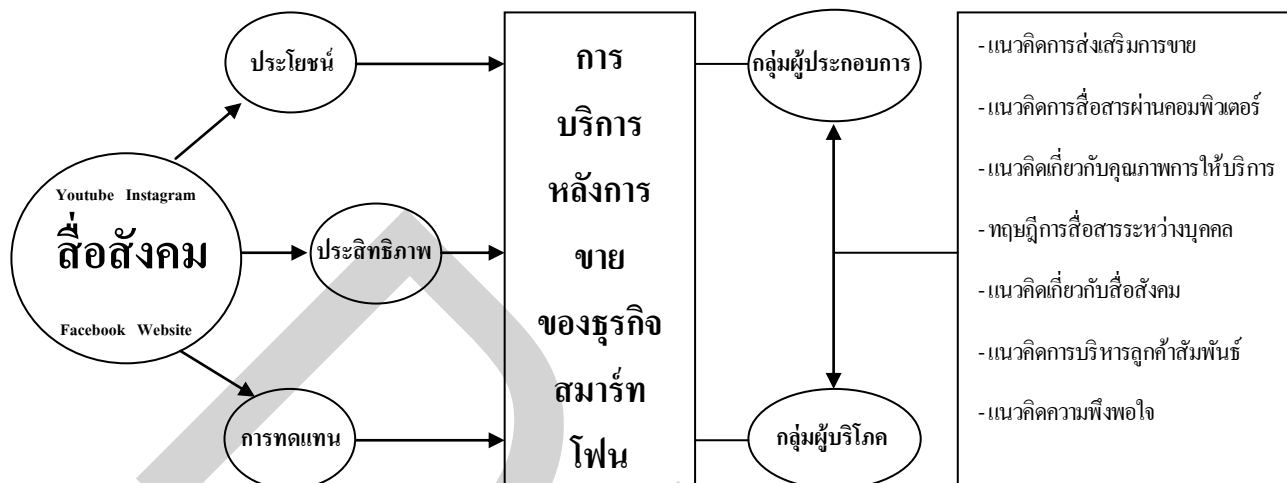 ประโยชน์
Youtube Instagram
สื่อสังคม
Facebook Website
ประสิทธิภาพ
การทดแทน
การ
บริการ
หลังการ
ขาย
ของธุรกิจ
สมาร์ท
โฟน
กลุ่มผู้ประกอบการ
กลุ่มผู้บริโภค
-แนวคิดการส่งเสริมการขาย
-แนวคิดการสื่อสารผ่านคอมพิวเตอร์
-แนวคิดเกี่ยวกับคุณภาพการให้บริการ
-ทฤษฎีการสื่อสารระหว่างบุคคล
-แนวคิดเกี่ยวกับสื่อสังคม
-แนวคิดการบริหารลูกค้าสัมพันธ์
-แนวคิดความพึงพอใจ